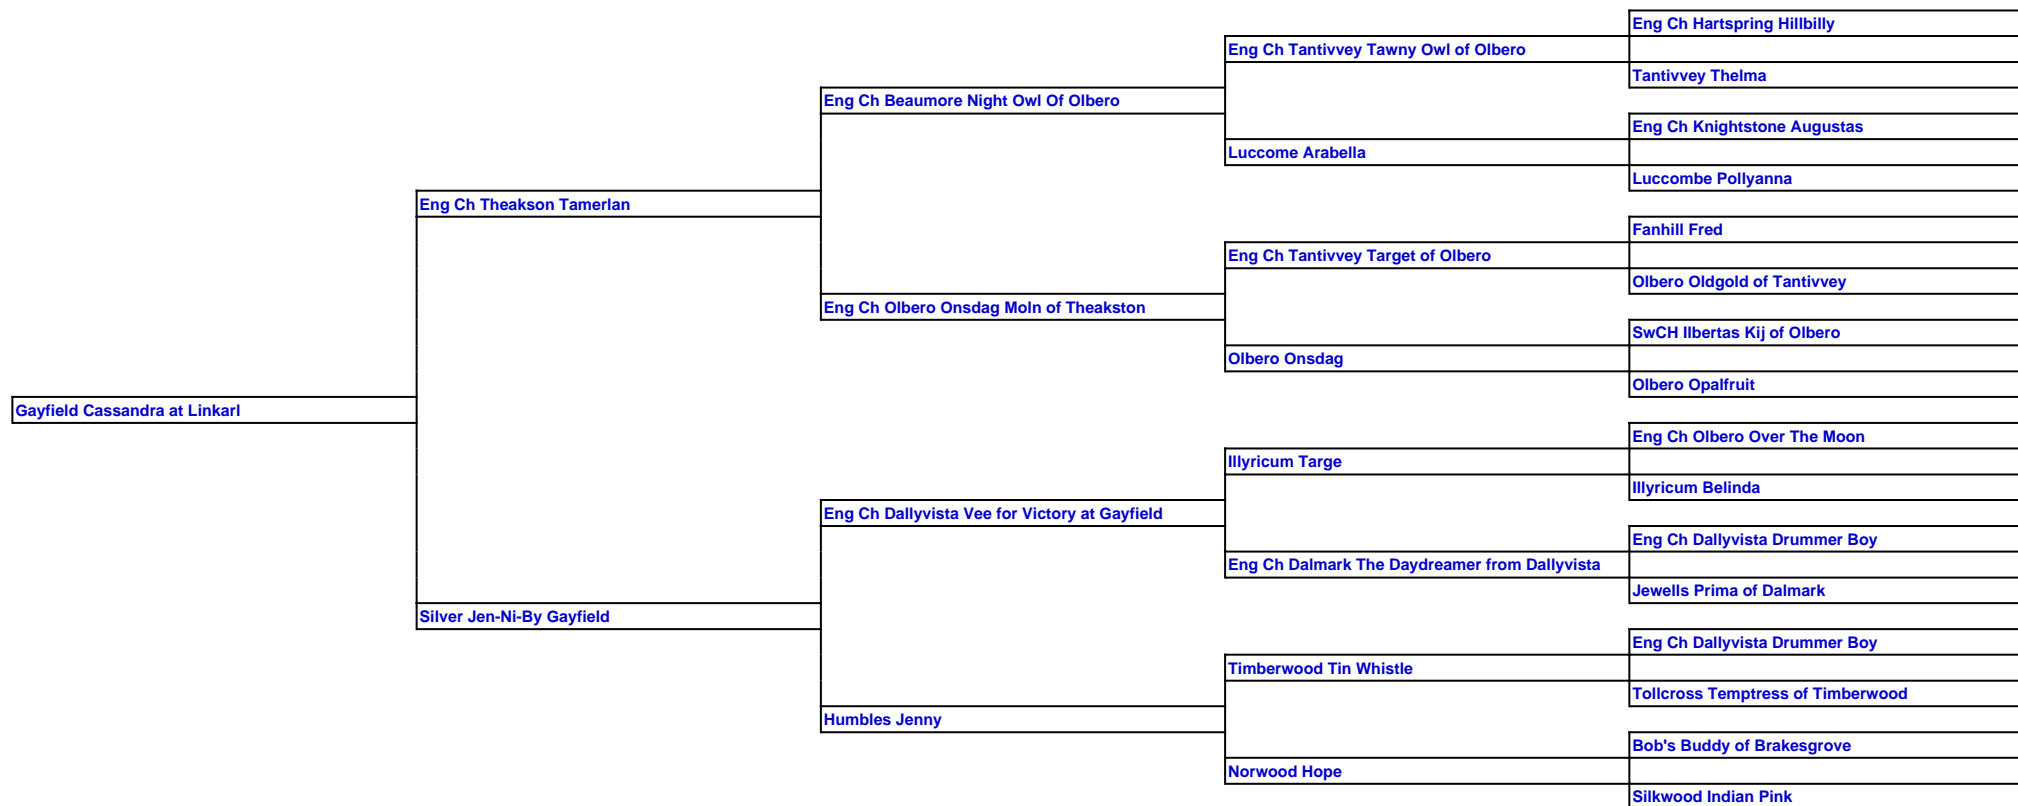 Eng Ch Hartspring Hillbilly
Eng Ch Tantivvey Tawny Owl of Olbero
Tantivvey Thelma
Eng Ch Beaumore Night Owl Of Olbero
Eng Ch Knightstone Augustas
Luccome Arabella
Luccombe Pollyanna
Eng Ch Theakson Tamerlan
Fanhill Fred
Eng Ch Tantivvey Target of Olbero
Olbero Oldgold of Tantivvey
Eng Ch Olbero Onsdag Moln of Theakston
SwCH Ilbertas Kij of Olbero
Olbero Onsdag
Olbero Opalfruit
Gayfield Cassandra at Linkarl
Eng Ch Olbero Over The Moon
Illyricum Targe
Illyricum Belinda
Eng Ch Dallyvista Vee for Victory at Gayfield
Eng Ch Dallyvista Drummer Boy
Eng Ch Dalmark The Daydreamer from Dallyvista
Jewells Prima of Dalmark
Silver Jen-Ni-By Gayfield
Eng Ch Dallyvista Drummer Boy
Timberwood Tin Whistle
Tollcross Temptress of Timberwood
Humbles Jenny
Bob's Buddy of Brakesgrove
Norwood Hope
Silkwood Indian Pink